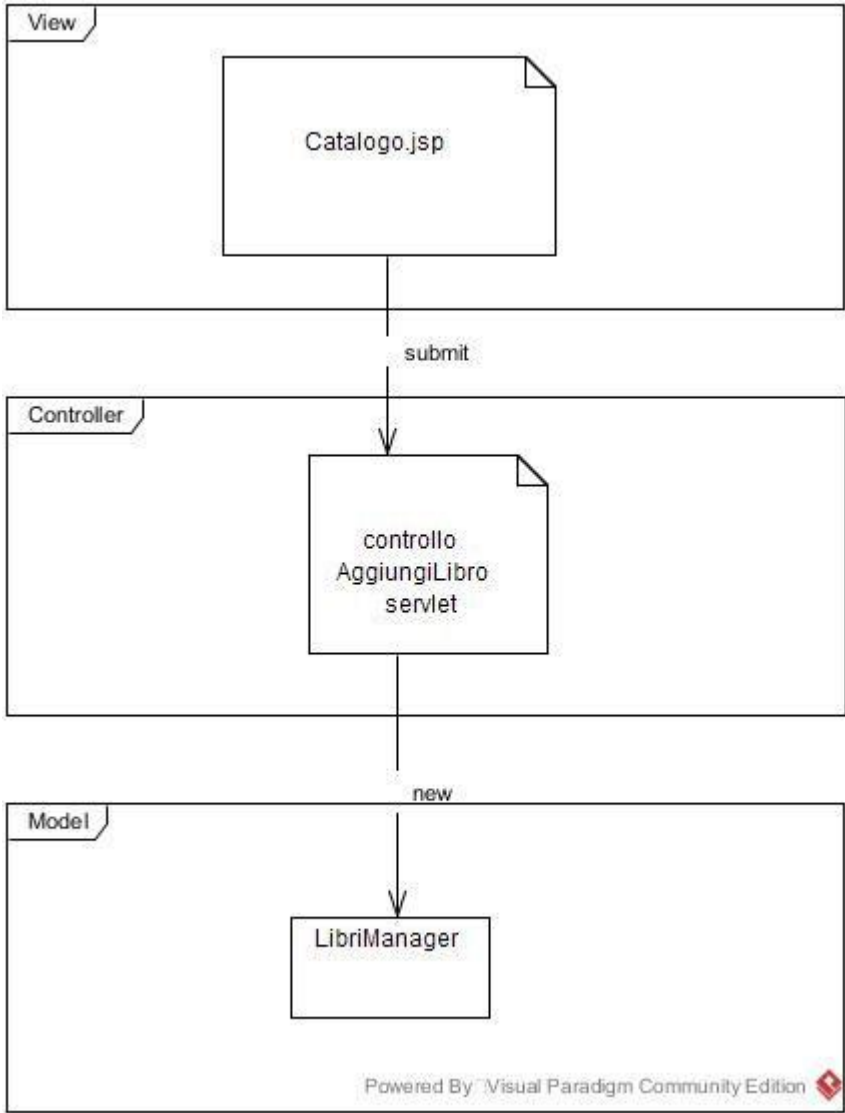 View
Catalogo.jsp
submit
Controller
controllo
AggiungiLibro
servlet
new
Model
LibriManager
Powered By Visual Paradigm Community Edition